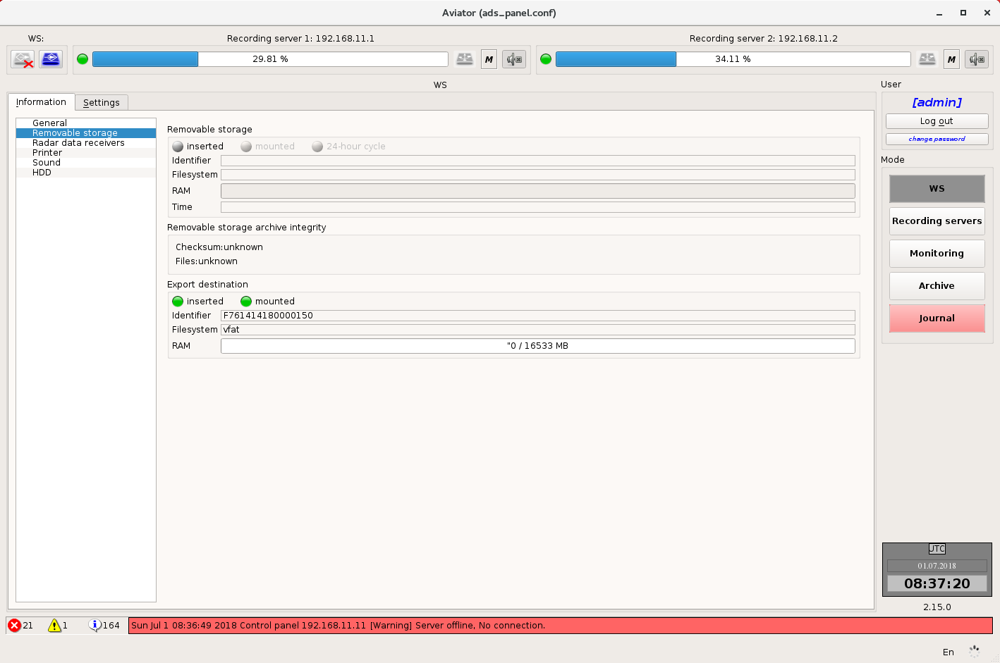 Aviator (ads_panel.conf)
WS:
Recording server 1: 192.168.11.1
Recording server 2: 192.168.11.2
29.81 %
M
34.11 %
M
WS
User
Information
Settings
[admin]
Log out
change password
General
Removable storage
Radar data receivers
Printer
Sound
HDD
Removable storage
inserted
mounted
24-hour cycle
Identifier
Filesystem
RAM
Time
Removable storage archive integrity
Checksum:unknown
Files:unknown
Export destination
inserted
mounted
Identifier
F761414180000150
Filesystem
vfat
RAM
"0 / 16533 MB
Mode
WS
Recording servers
Monitoring
Archive
Journal
UTC
01.07.2018
08:37:20
2.15.0
21
1
164
Sun Jul 1 08:36:49 2018 Control panel 192.168.11.11 [Warning] Server offline, No connection.
En